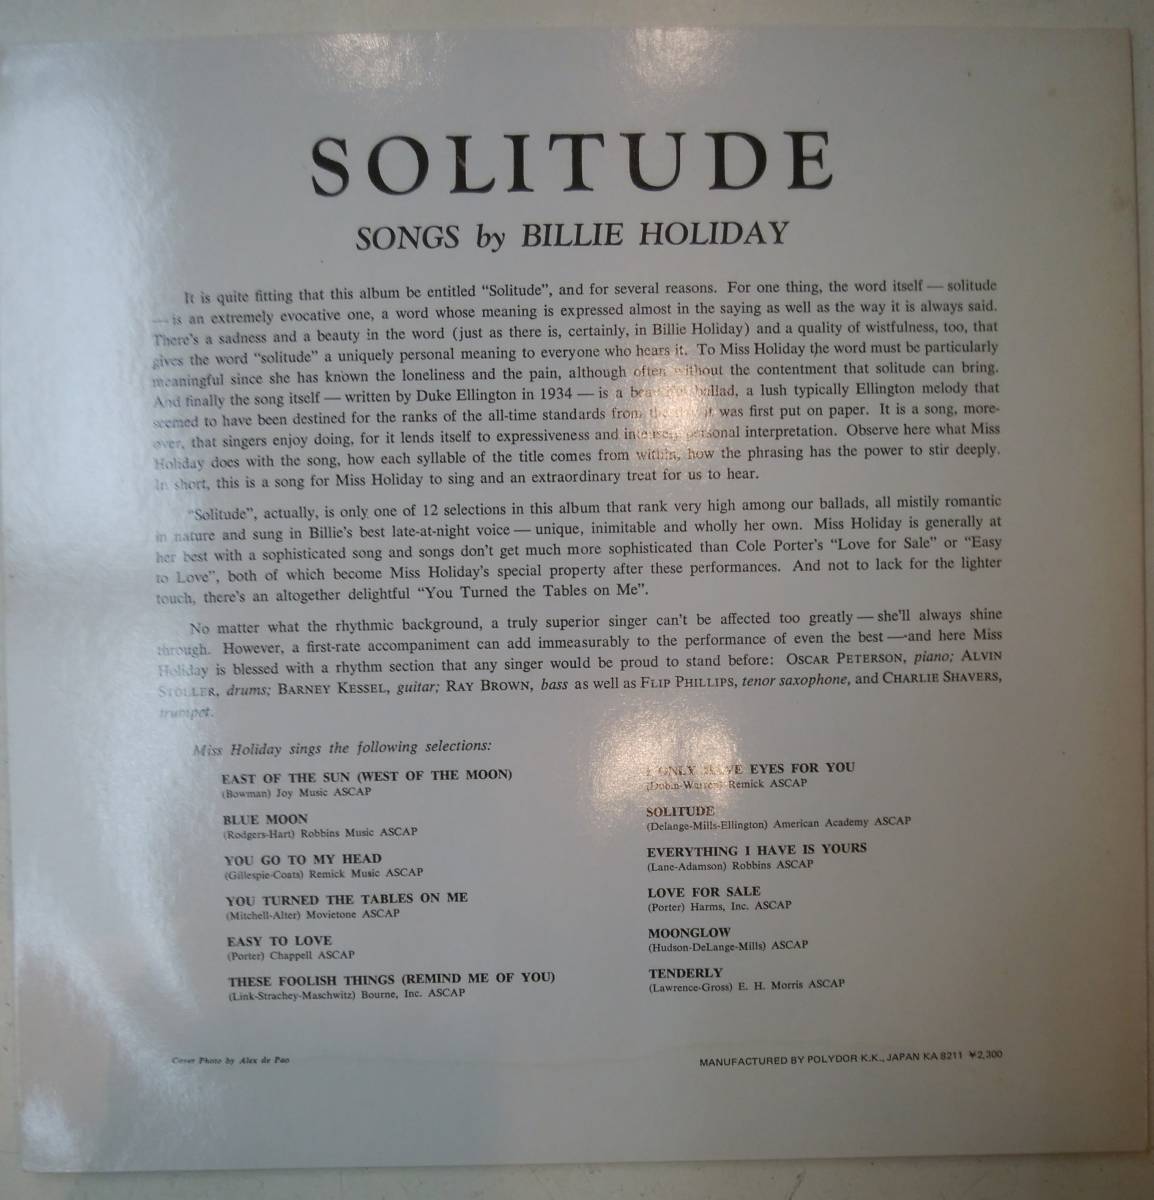 SOLITUDE
SONGS by BILLIE HOLIDAY
It is quite fitting that this album be entitled “Solitude”, and for several reasons. For one thing, the word itself — solitude
— is an extremely evocative one, a word whose meaning is expressed almost in the saying as well as the way it is always said.
There's a sadness and a beauty in the word (just as there is, certainly, in Billie Holiday) and a quality of wistfulness, too, that
gives the word “solitude” a uniquely personal meaning to everyone who hears it. To Miss Holiday the word must be particularly
meaningful since she has known the loneliness and the pain, although often without the contentment that solitude can bring.
And finally the song itself — written by Duke Ellington in 1934 — is a beautiful ballad, a lush typically Ellington melody that
seemed to have been destined for the ranks of the all-time standards from the day it was first put on paper. It is a song, more-
over, that singers enjoy doing, for it lends itself to expressiveness and intensely personal interpretation. Observe here what Miss
Holiday does with the song, how each syllable of the title comes from within, how the phrasing has the power to stir deeply.
In short, this is a song for Miss Holiday to sing and an extraordinary treat for us to hear.
“Solitude”, actually, is only one of 12 selections in this album that rank very high among our ballads, all mistily romantic
in nature and sung in Billie's best late-at-night voice — unique, inimitable and wholly her own. Miss Holiday is generally at
her best with a sophisticated song and songs don't get much more sophisticated than Cole Porter's “Love for Sale” or “Easy
to Love”, both of which become Miss Holiday's special property after these performances. And not to lack for the lighter
touch, there's an altogether delightful “You Turned the Tables on Me”.
No matter what the rhythmic background, a truly superior singer can't be affected too greatly — she'll always shine
through. However, a first-rate accompaniment can add immeasurably to the performance of even the best — and here Miss
Holiday is blessed with a rhythm section that any singer would be proud to stand before: OSCAR PETERSON, piano; ALVIN
STOLLER, drums; BARNEY KESSEL, guitar; RAY BROWN, bass as well as FLIP PHILLIPS, tenor saxophone, and CHARLIE SHAVERS,
trumpet.
Miss Holiday sings the following selections:
EAST OF THE SUN (WEST OF THE MOON)
(Bowman) Joy Music ASCAP
BLUE MOON
(Rodgers-Hart) Robbins Music ASCAP
YOU GO TO MY HEAD
(Gillespie-Coats) Remick Music ASCAP
YOU TURNED THE TABLES ON ME
(Mitchell-Alter) Movietone ASCAP
EASY TO LOVE
(Porter) Chappell ASCAP
THESE FOOLISH THINGS (REMIND ME OF YOU)
(Link-Strachey-Maschwitz) Bourne, Inc. ASCAP
I ONLY HAVE EYES FOR YOU
(Dubin-Warren) Remick ASCAP
SOLITUDE
(Delange-Mills-Ellington) American Academy ASCAP
EVERYTHING I HAVE IS YOURS
(Lane-Adamson) Robbins ASCAP
LOVE FOR SALE
(Porter) Harms, Inc. ASCAP
MOONGLOW
(Hudson-DeLange-Mills) ASCAP
TENDERLY
(Lawrence-Gross) E. H. Morris ASCAP
Cover Photo by Alex de Pao
MANUFACTURED BY POLYDOR K.K., JAPAN KA 8211 ¥2,300